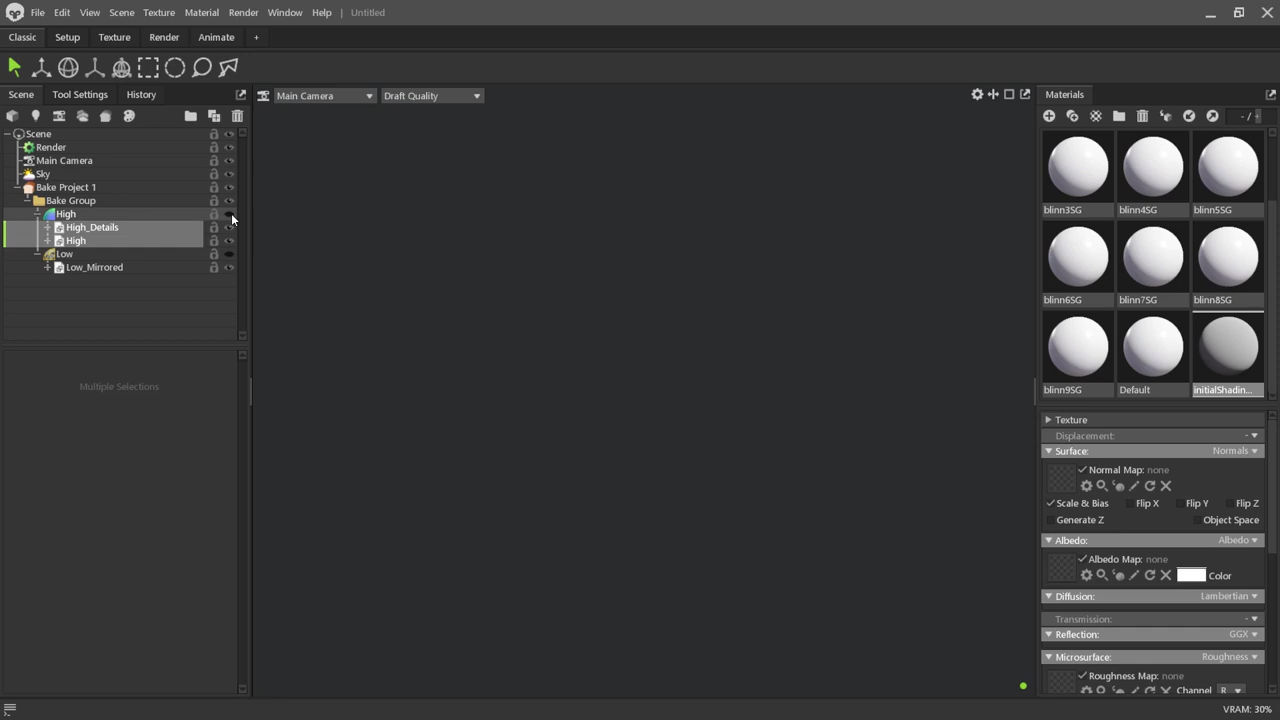 File Edit View Scene Texture Material Render Window Help Untitled
Classic Setup Texture Render Animate +
Scene Tool Settings History
Main Camera Draft Quality
Materials
- /
Scene
Render
Main Camera
Sky
Bake Project 1
Bake Group
High
High_Details
High
Low
Low_Mirrored
Multiple Selections
blinn3SG blinn4SG blinn5SG
blinn6SG blinn7SG blinn8SG
blinn9SG Default initialShadin...
Texture
Displacement: -
Surface: Normals
Normal Map: none
Scale & Bias Flip X Flip Y Flip Z
Generate Z Object Space
Albedo: Albedo
Albedo Map: none
Color
Diffusion: Lambertian
Transmission: -
Reflection: GGX
Microsurface: Roughness
Roughness Map: none
Channel R
VRAM: 30%